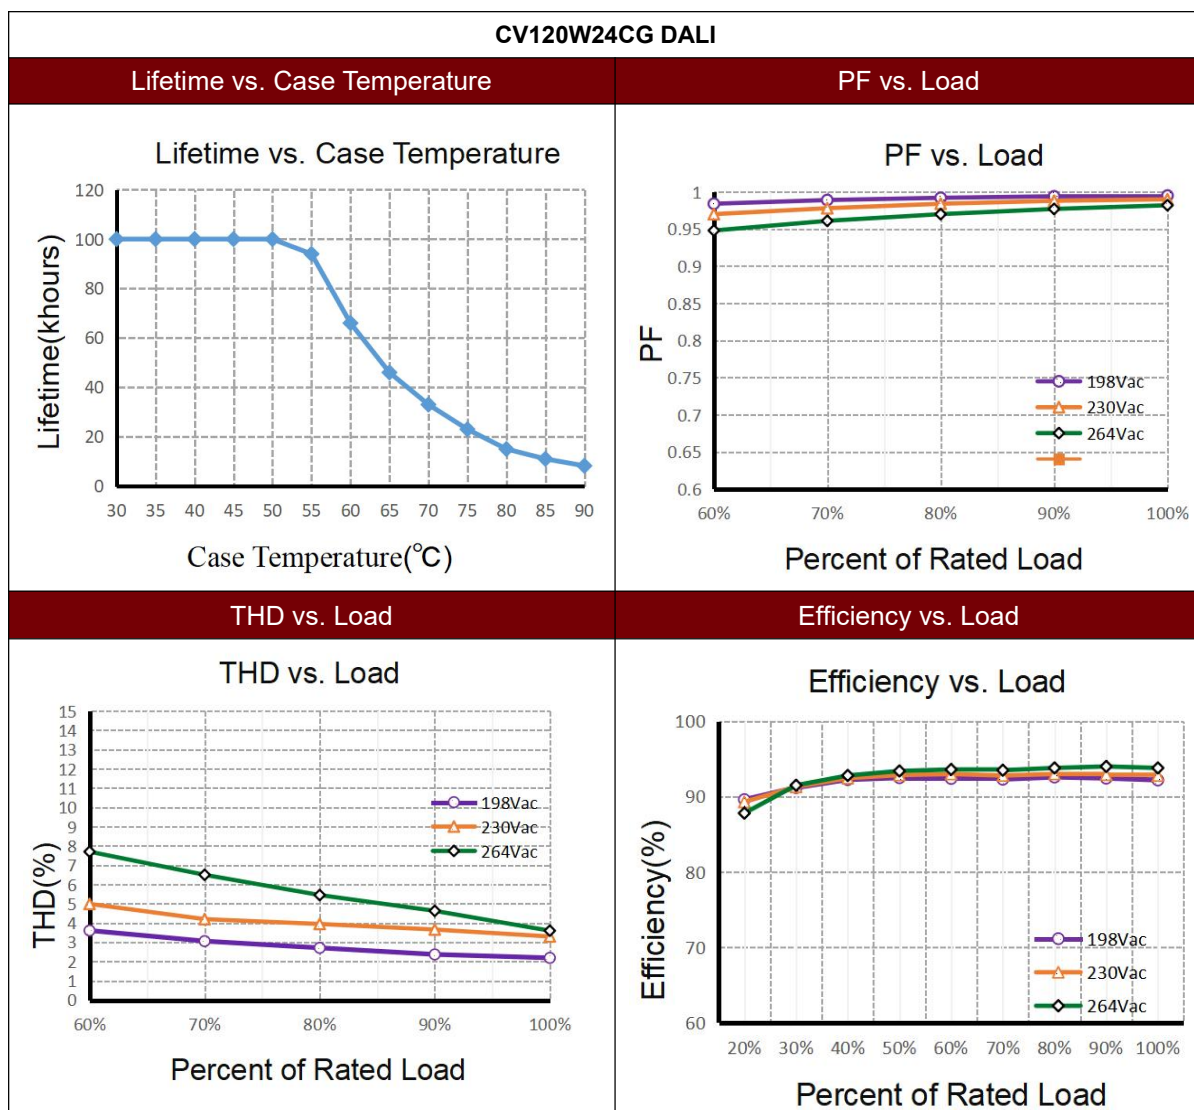 CV120W24CG DALI
Lifetime vs. Case Temperature
PF vs. Load
Lifetime vs. Case Temperature
120
100
80
60
40
20
0
30 35 40 45 50 55 60 65 70 75 80 85 90
Lifetime(khours)
Case Temperature(℃)
PF vs. Load
1
0.95
0.9
0.85
0.8
0.75
0.7
0.65
0.6
60% 70% 80% 90% 100%
PF
198Vac
230Vac
264Vac
Percent of Rated Load
THD vs. Load
Efficiency vs. Load
THD vs. Load
15
14
13
12
11
10
9
8
7
6
5
4
3
2
1
0
60% 70% 80% 90% 100%
THD(%)
198Vac
230Vac
264Vac
Percent of Rated Load
Efficiency vs. Load
100
90
80
70
60
20% 30% 40% 50% 60% 70% 80% 90% 100%
Efficiency(%)
198Vac
230Vac
264Vac
Percent of Rated Load